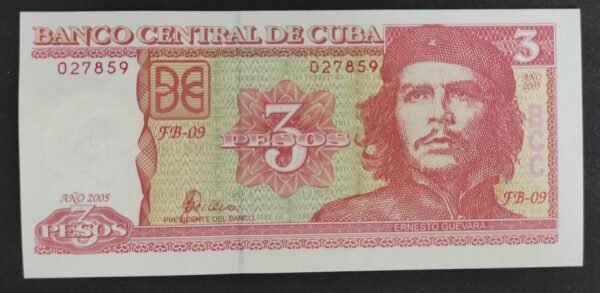 BANCO CENTRAL DE CUBA
3
027859
027859
AÑO
2005
BCC
FB-09
3
PESOS
FB-09
AÑO 2005
3
PESOS
PRESIDENTE DEL BANCO
ERNESTO GUEVARA